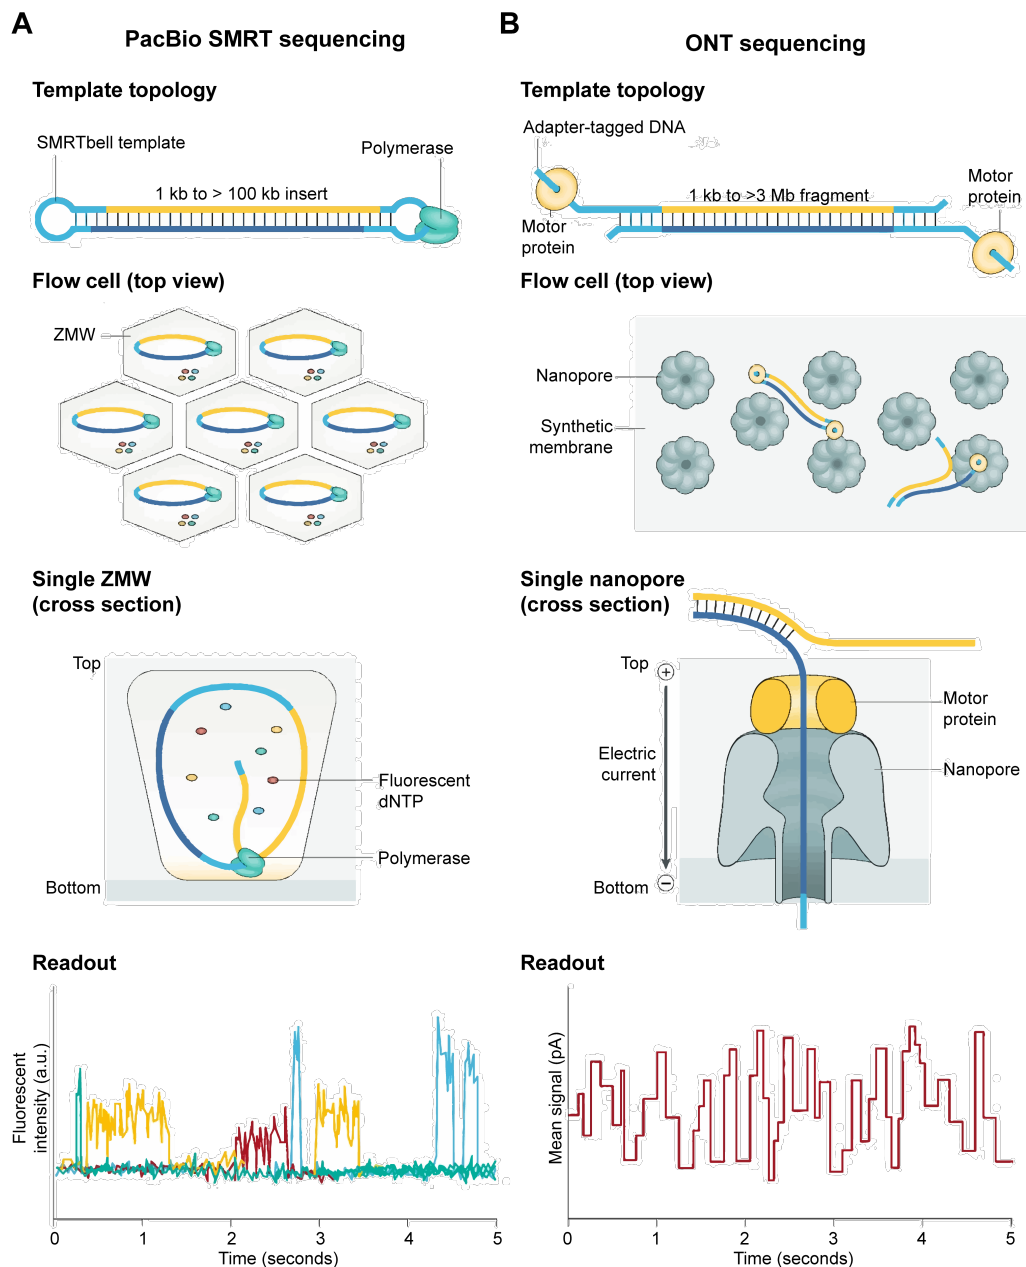 A
PacBio SMRT sequencing
Template topology
SMRTbell template
Polymerase
1 kb to > 100 kb insert
Flow cell (top view)
ZMW
Single ZMW
(cross section)
Top
Fluorescent
dNTP
Polymerase
Bottom
Readout
Fluorescent
intensity (a.u.)
0 1 2 3 4 5
Time (seconds)
B
ONT sequencing
Template topology
Adapter-tagged DNA
Motor
protein
1 kb to >3 Mb fragment
Motor
protein
Flow cell (top view)
Nanopore
Synthetic
membrane
Single nanopore
(cross section)
Top
+
Motor
protein
Electric
current
Nanopore
Bottom
−
Readout
Mean signal (pA)
0 1 2 3 4 5
Time (seconds)